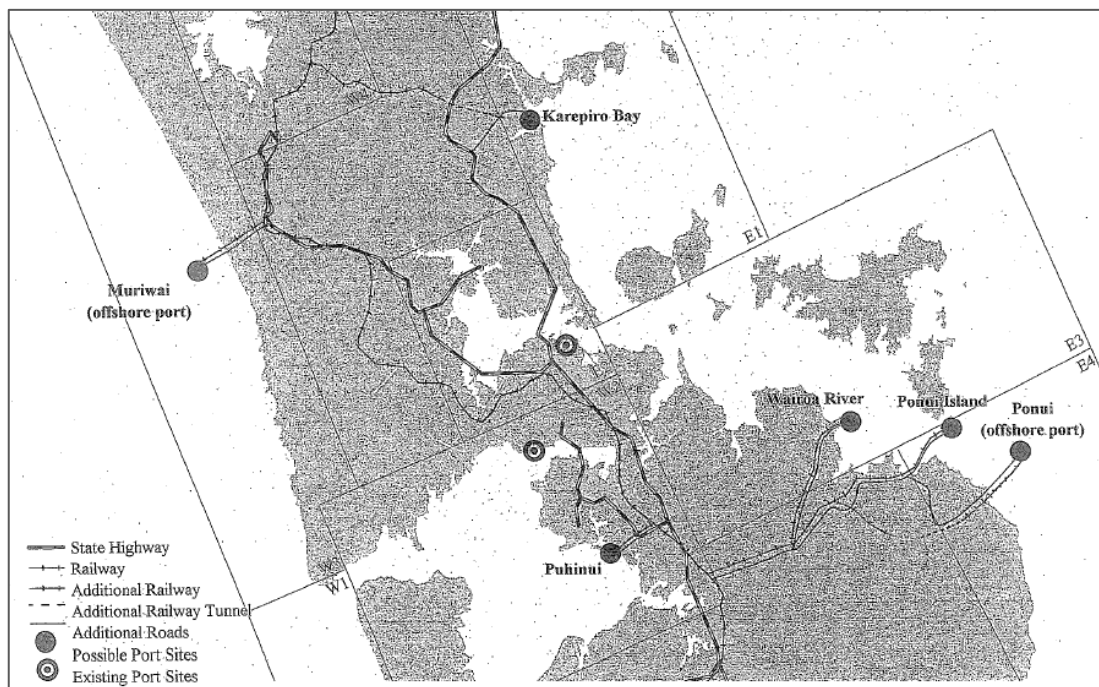 Karepiro Bay
E1
Muriwai
(offshore port)
E3
E4
Wairoa River
Ponui Island
Ponui
(offshore port)
Puhinui
W1
State Highway
Railway
Additional Railway
Additional Railway Tunnel
Additional Roads
Possible Port Sites
Existing Port Sites